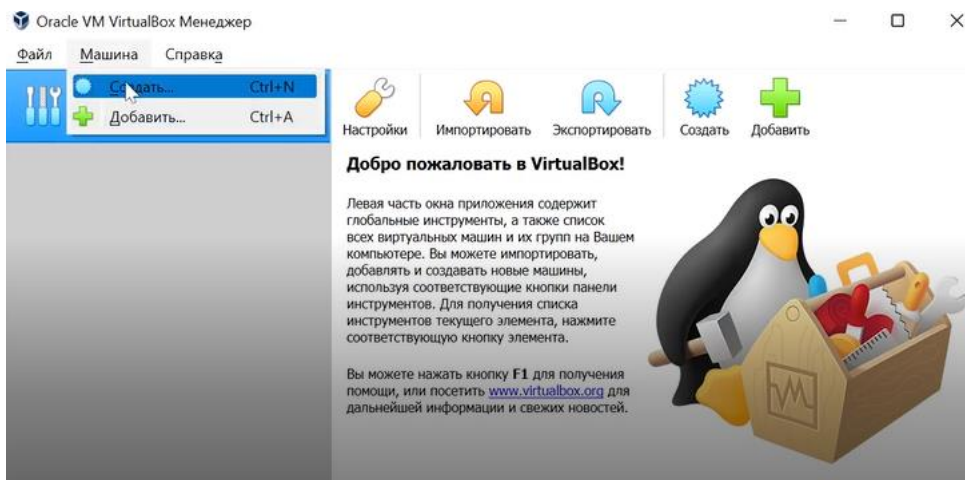 Oracle VM VirtualBox Менеджер
Файл Машина Справка
Создать... Ctrl+N
Добавить... Ctrl+A
Настройки Импортировать Экспортировать Создать Добавить
Добро пожаловать в VirtualBox!
Левая часть окна приложения содержит
глобальные инструменты, а также список
всех виртуальных машин и их групп на Вашем
компьютере. Вы можете импортировать,
добавлять и создавать новые машины,
используя соответствующие кнопки панели
инструментов. Для получения списка
инструментов текущего элемента, нажмите
соответствующую кнопку элемента.
Вы можете нажать кнопку F1 для получения
помощи, или посетить www.virtualbox.org для
дальнейшей информации и свежих новостей.